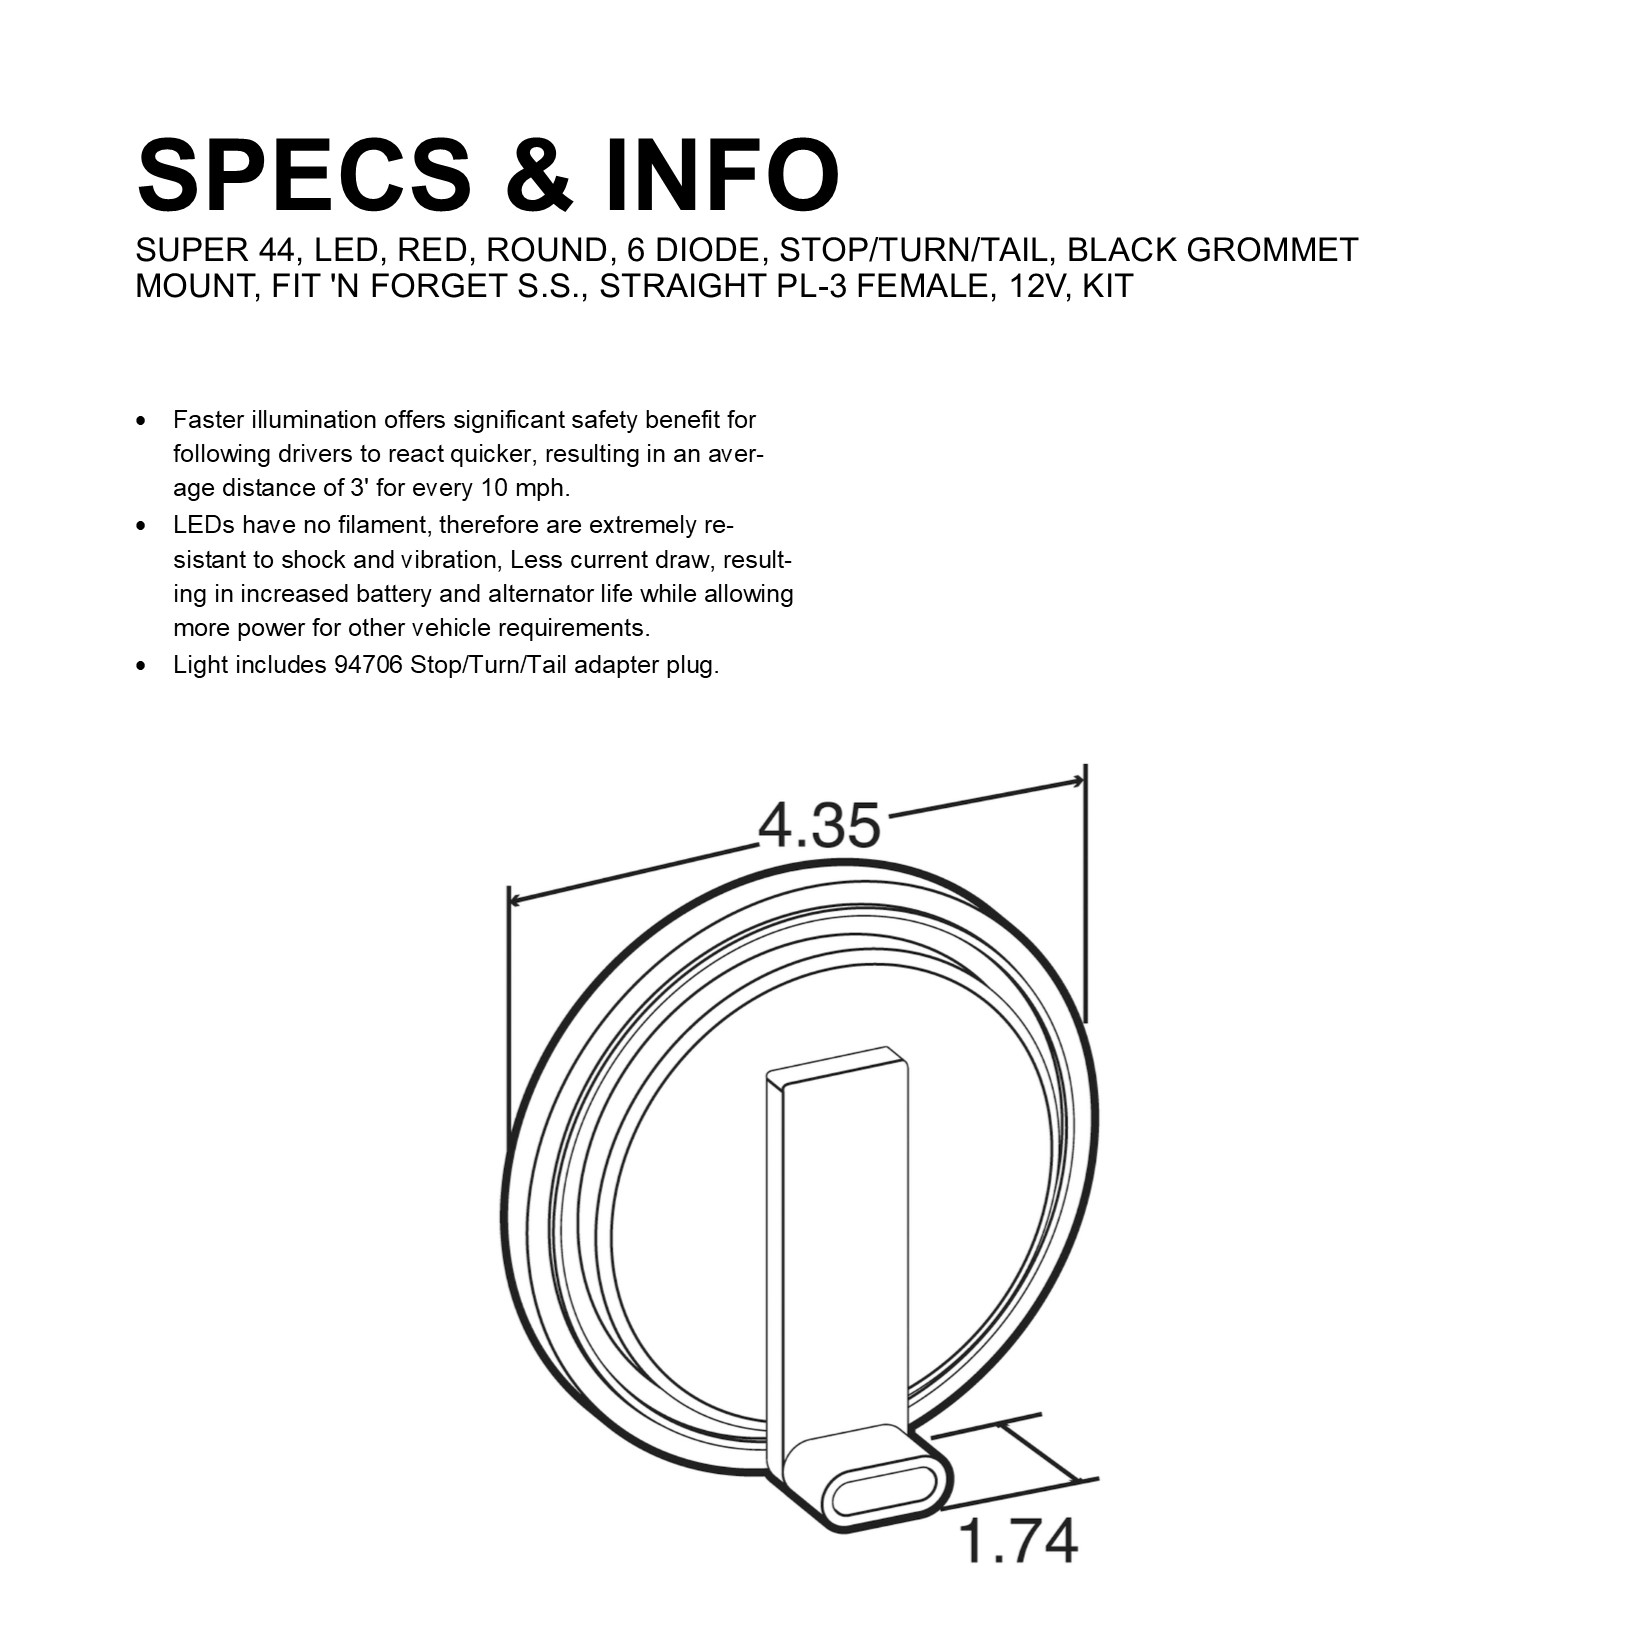 SPECS & INFO
SUPER 44, LED, RED, ROUND, 6 DIODE, STOP/TURN/TAIL, BLACK GROMMET
MOUNT, FIT 'N FORGET S.S., STRAIGHT PL-3 FEMALE, 12V, KIT
• Faster illumination offers significant safety benefit for
following drivers to react quicker, resulting in an aver-
age distance of 3' for every 10 mph.
• LEDs have no filament, therefore are extremely re-
sistant to shock and vibration, Less current draw, result-
ing in increased battery and alternator life while allowing
more power for other vehicle requirements.
• Light includes 94706 Stop/Turn/Tail adapter plug.
4.35
1.74